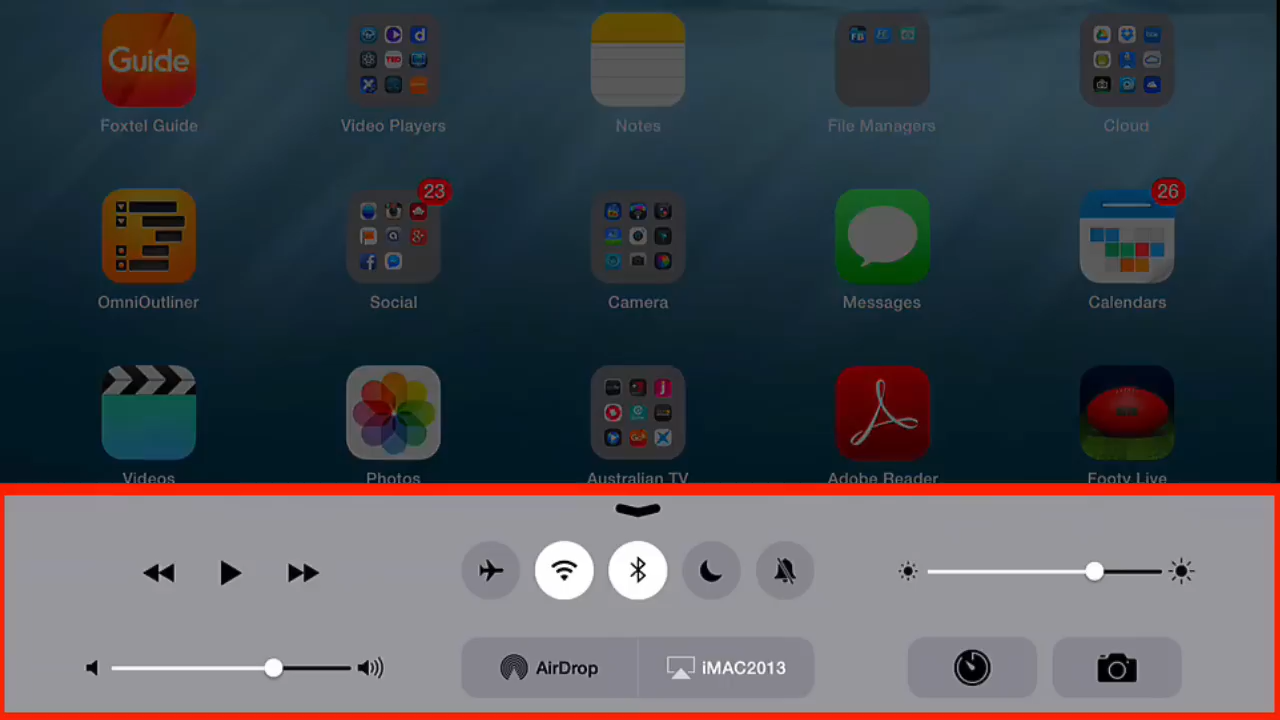 Guide
Foxtel Guide
Video Players
Notes
File Managers
Cloud
23
26
OmniOutliner
Social
Camera
Messages
Calendars
Videos
Photos
Australian TV
Adobe Reader
Footy Live
AirDrop
iMAC2013